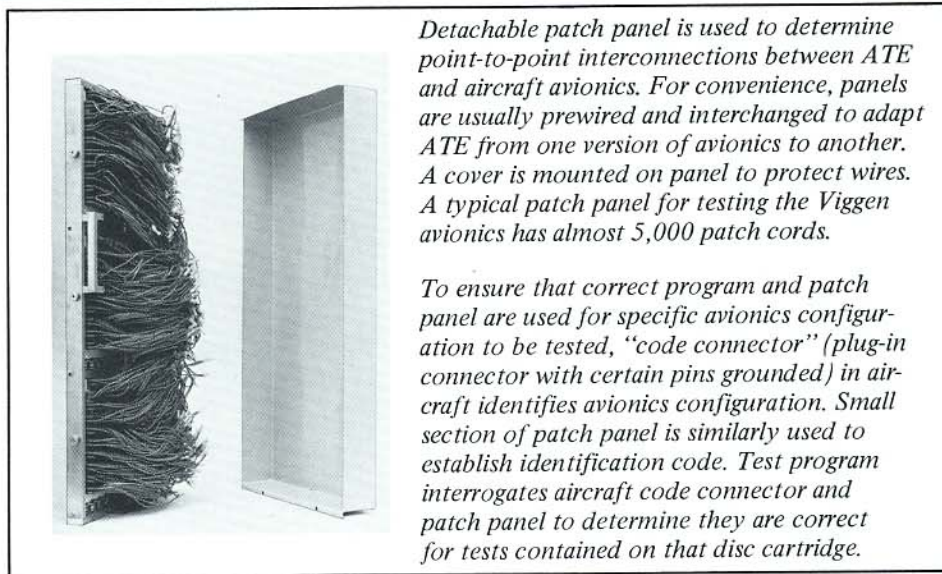 Detachable patch panel is used to determine
point-to-point interconnections between ATE
and aircraft avionics. For convenience, panels
are usually prewired and interchanged to adapt
ATE from one version of avionics to another.
A cover is mounted on panel to protect wires.
A typical patch panel for testing the Viggen
avionics has almost 5,000 patch cords.
To ensure that correct program and patch
panel are used for specific avionics configur-
ation to be tested, “code connector” (plug-in
connector with certain pins grounded) in air-
craft identifies avionics configuration. Small
section of patch panel is similarly used to
establish identification code. Test program
interrogates aircraft code connector and
patch panel to determine they are correct
for tests contained on that disc cartridge.